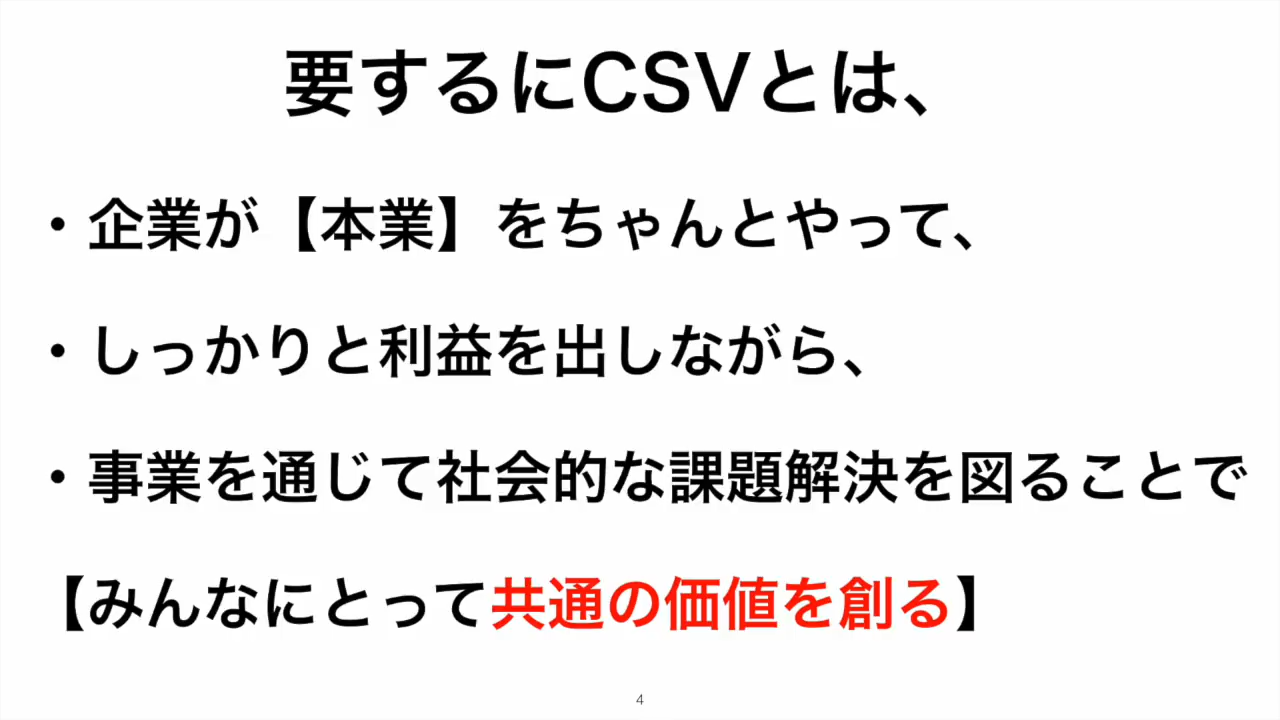 要するにCSVとは、
・企業が【本業】をちゃんとやって、
・しっかりと利益を出しながら、
・事業を通じて社会的な課題解決を図ることで
【みんなにとって共通の価値を創る】
4